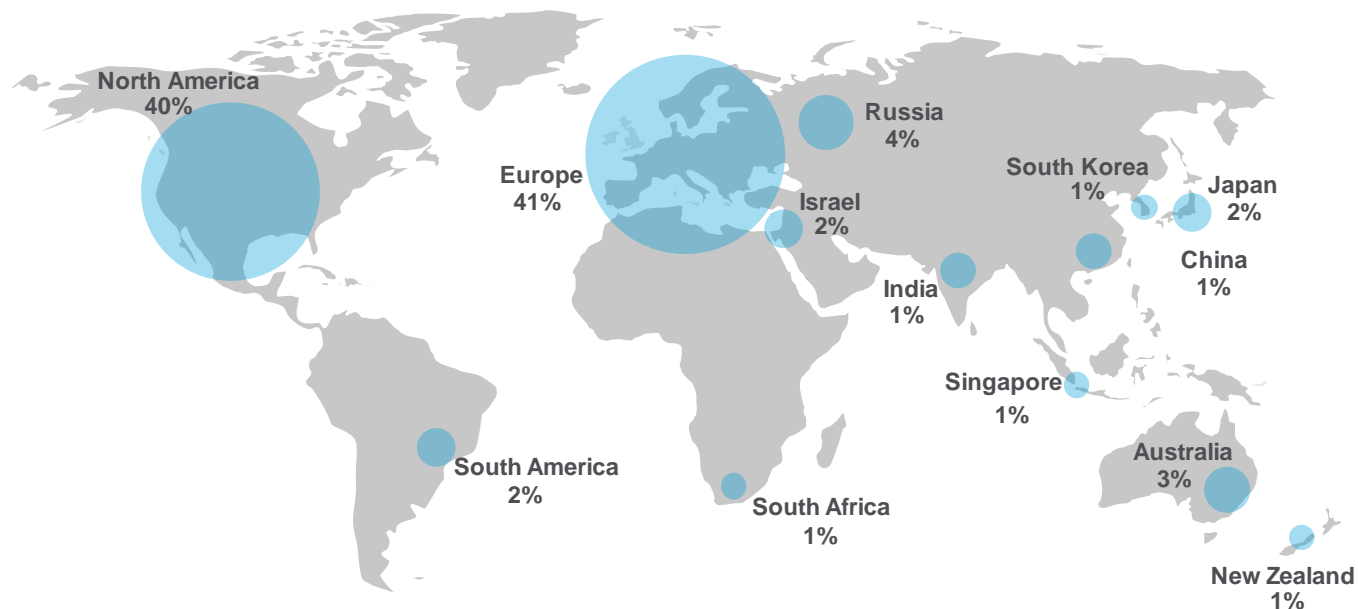 North America
40%
Europe
41%
Russia
4%
Israel
2%
South Korea
1%
Japan
2%
China
1%
India
1%
Singapore
1%
South America
2%
South Africa
1%
Australia
3%
New Zealand
1%